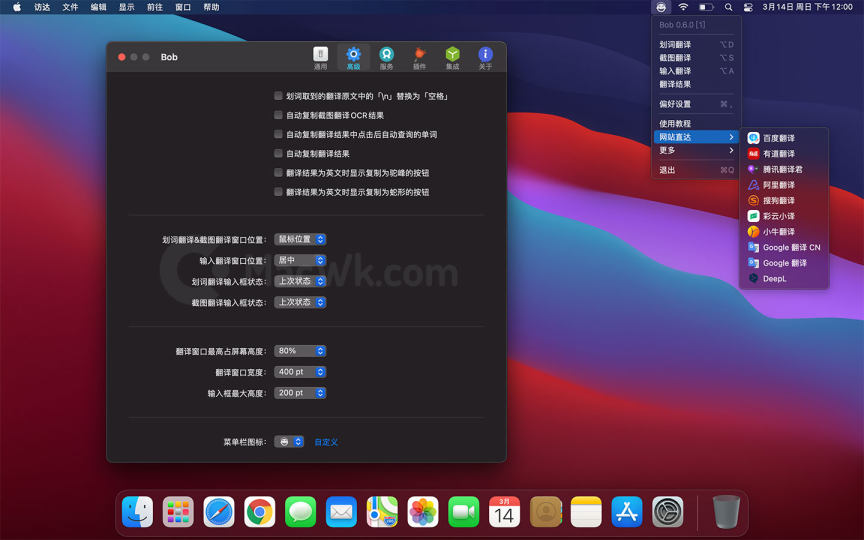 访达 文件 编辑 显示 前往 窗口 帮助
3月14日 周日 下午12:00
Bob
通用 高级 服务 插件 集成 关于
划词取到的翻译原文中的「\n」替换为「空格」
自动复制截图翻译OCR结果
自动复制翻译结果中点击后自动查询的单词
自动复制翻译结果
翻译结果为英文时显示复制为驼峰的按钮
翻译结果为英文时显示复制为蛇形的按钮
划词翻译&截图翻译窗口位置: 鼠标位置
输入翻译窗口位置: 居中
划词翻译输入框状态: 上次状态
截图翻译输入框状态: 上次状态
MacWk.com
翻译窗口最高占屏幕高度: 80%
翻译窗口宽度: 400 pt
输入框最大高度: 200 pt
菜单栏图标: 自定义
Bob 0.6.0 [1]
划词翻译 ⌥D
截图翻译 ⌥S
输入翻译 ⌥A
翻译结果
偏好设置 ⌘,
使用教程
网站直达
更多
退出 ⌘Q
百度翻译
有道翻译
腾讯翻译君
阿里翻译
搜狗翻译
彩云小译
小牛翻译
Google 翻译 CN
Google 翻译
DeepL
3月
14